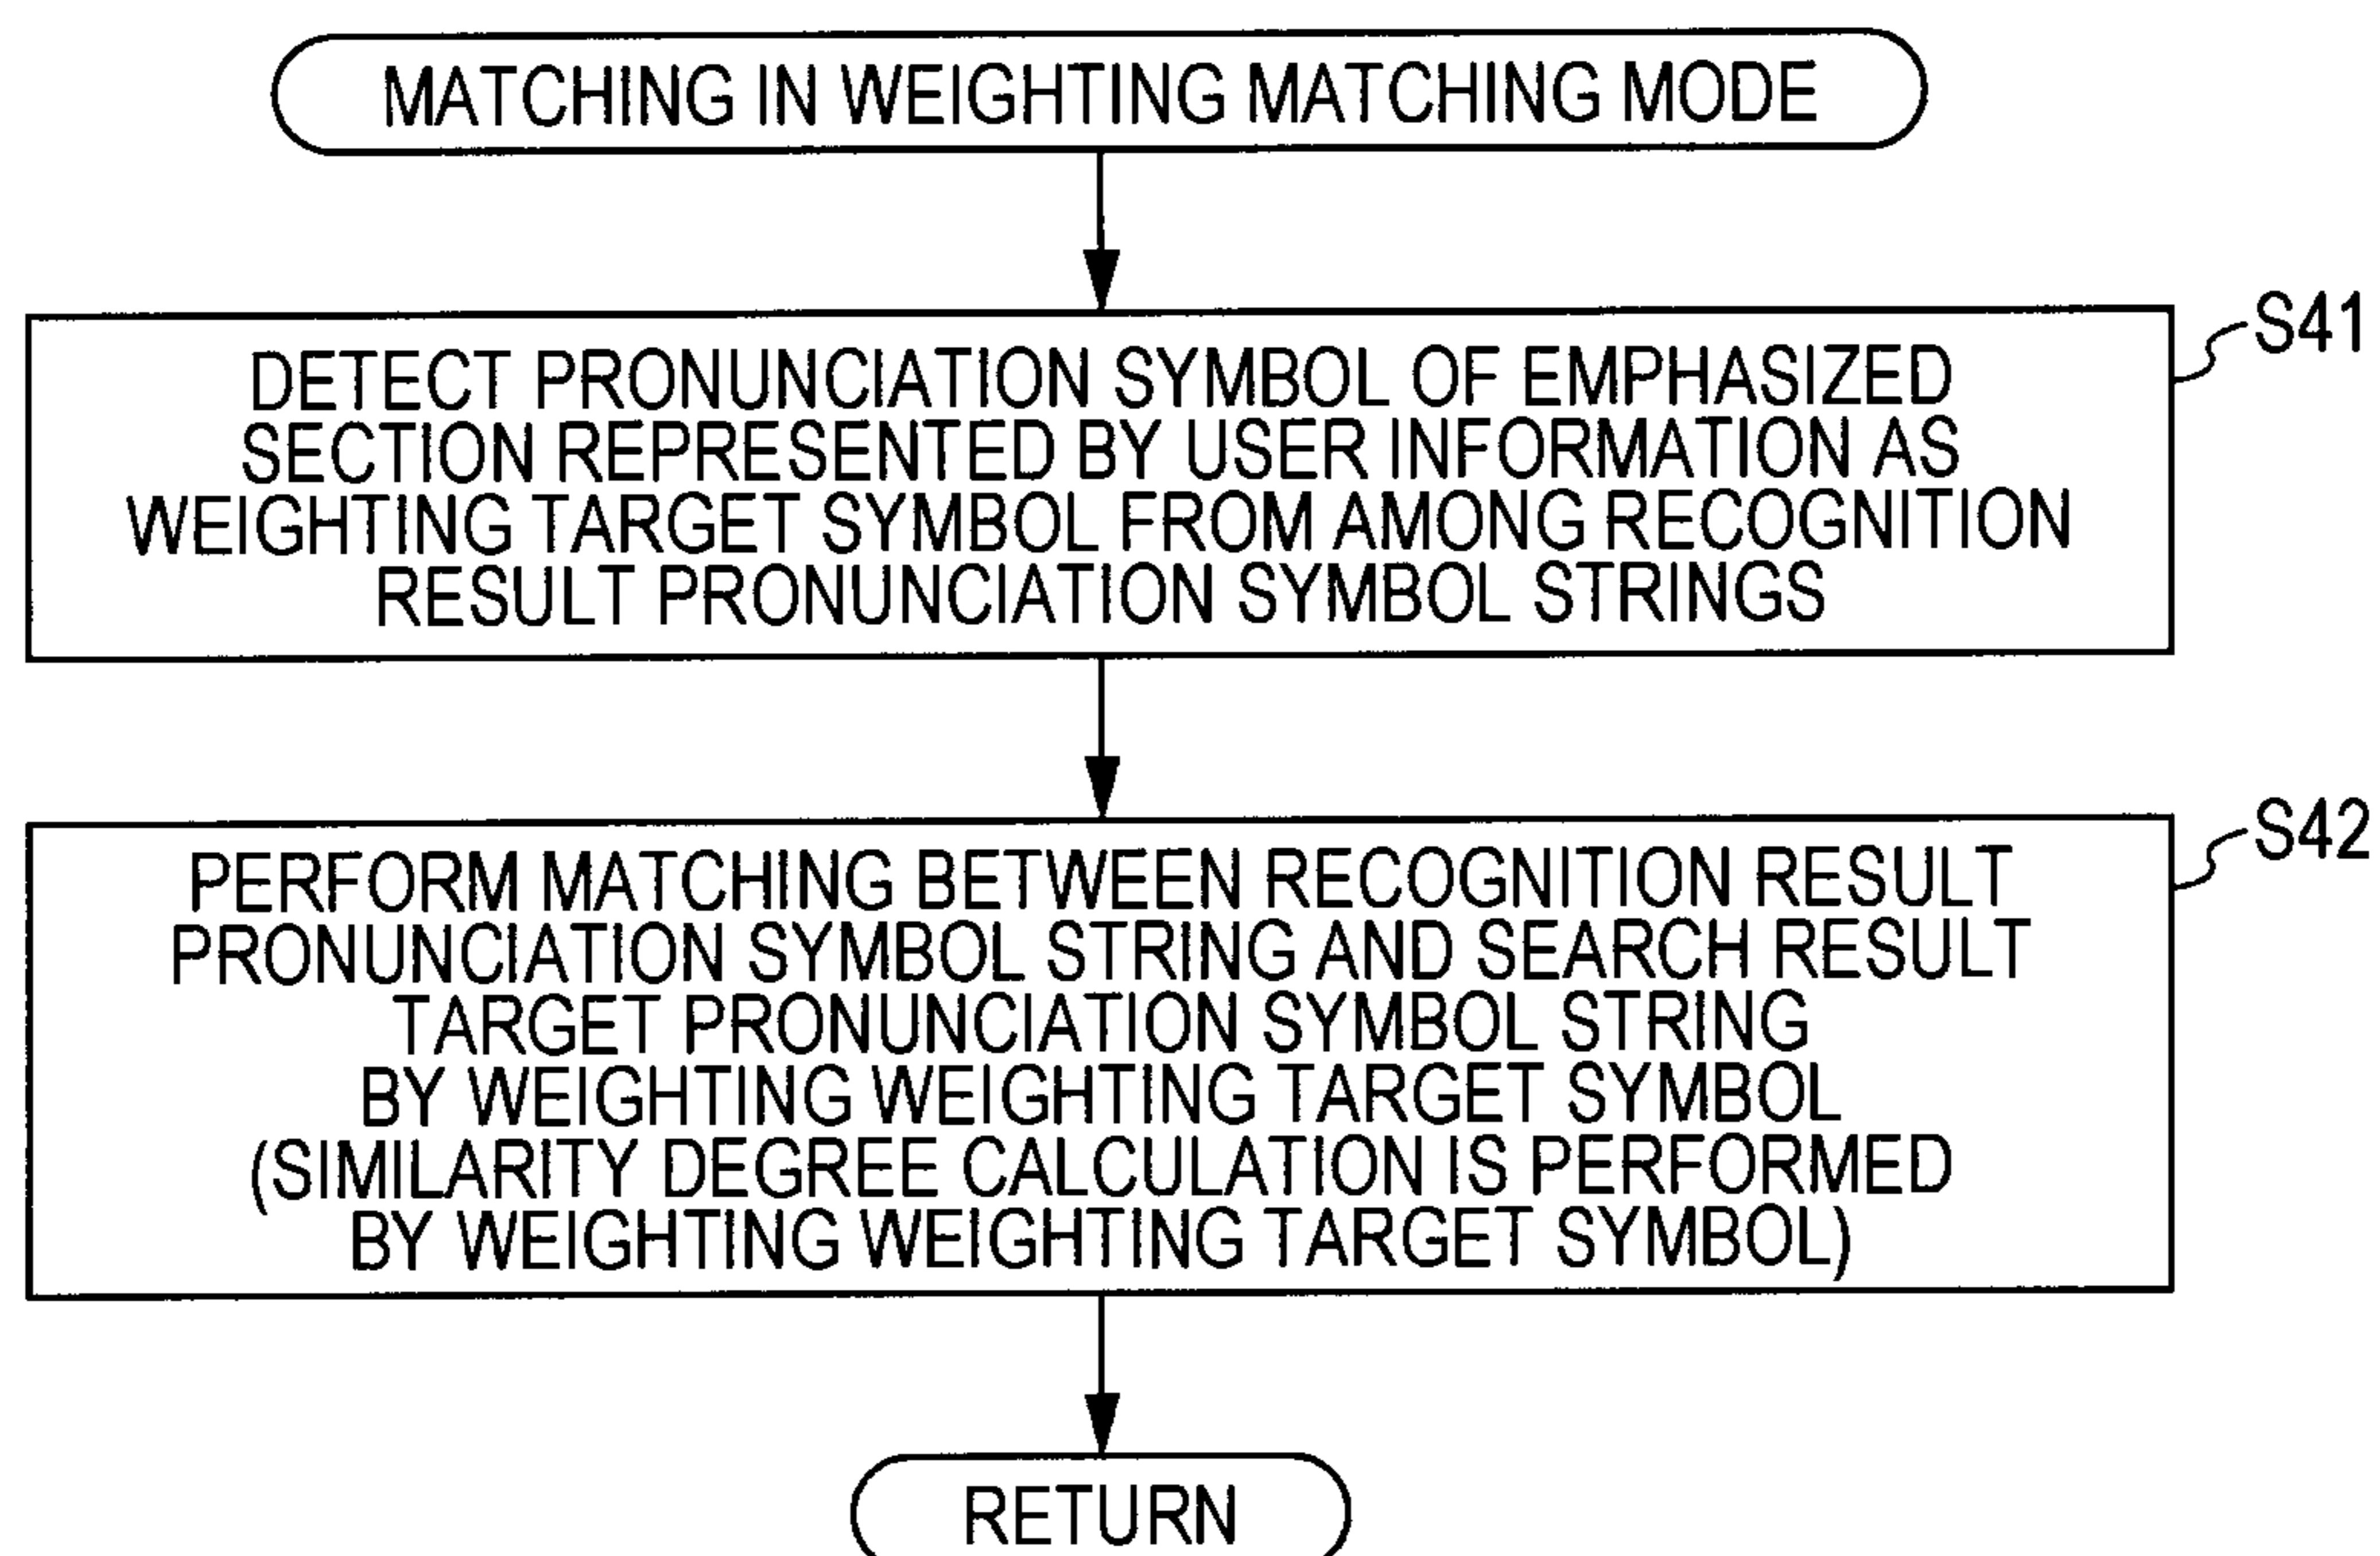 MATCHING IN WEIGHTING MATCHING MODE
S41
DETECT PRONUNCIATION SYMBOL OF EMPHASIZED
SECTION REPRESENTED BY USER INFORMATION AS
WEIGHTING TARGET SYMBOL FROM AMONG RECOGNITION
RESULT PRONUNCIATION SYMBOL STRINGS
S42
PERFORM MATCHING BETWEEN RECOGNITION RESULT
PRONUNCIATION SYMBOL STRING AND SEARCH RESULT
TARGET PRONUNCIATION SYMBOL STRING
BY WEIGHTING WEIGHTING TARGET SYMBOL
(SIMILARITY DEGREE CALCULATION IS PERFORMED
BY WEIGHTING WEIGHTING TARGET SYMBOL)
RETURN